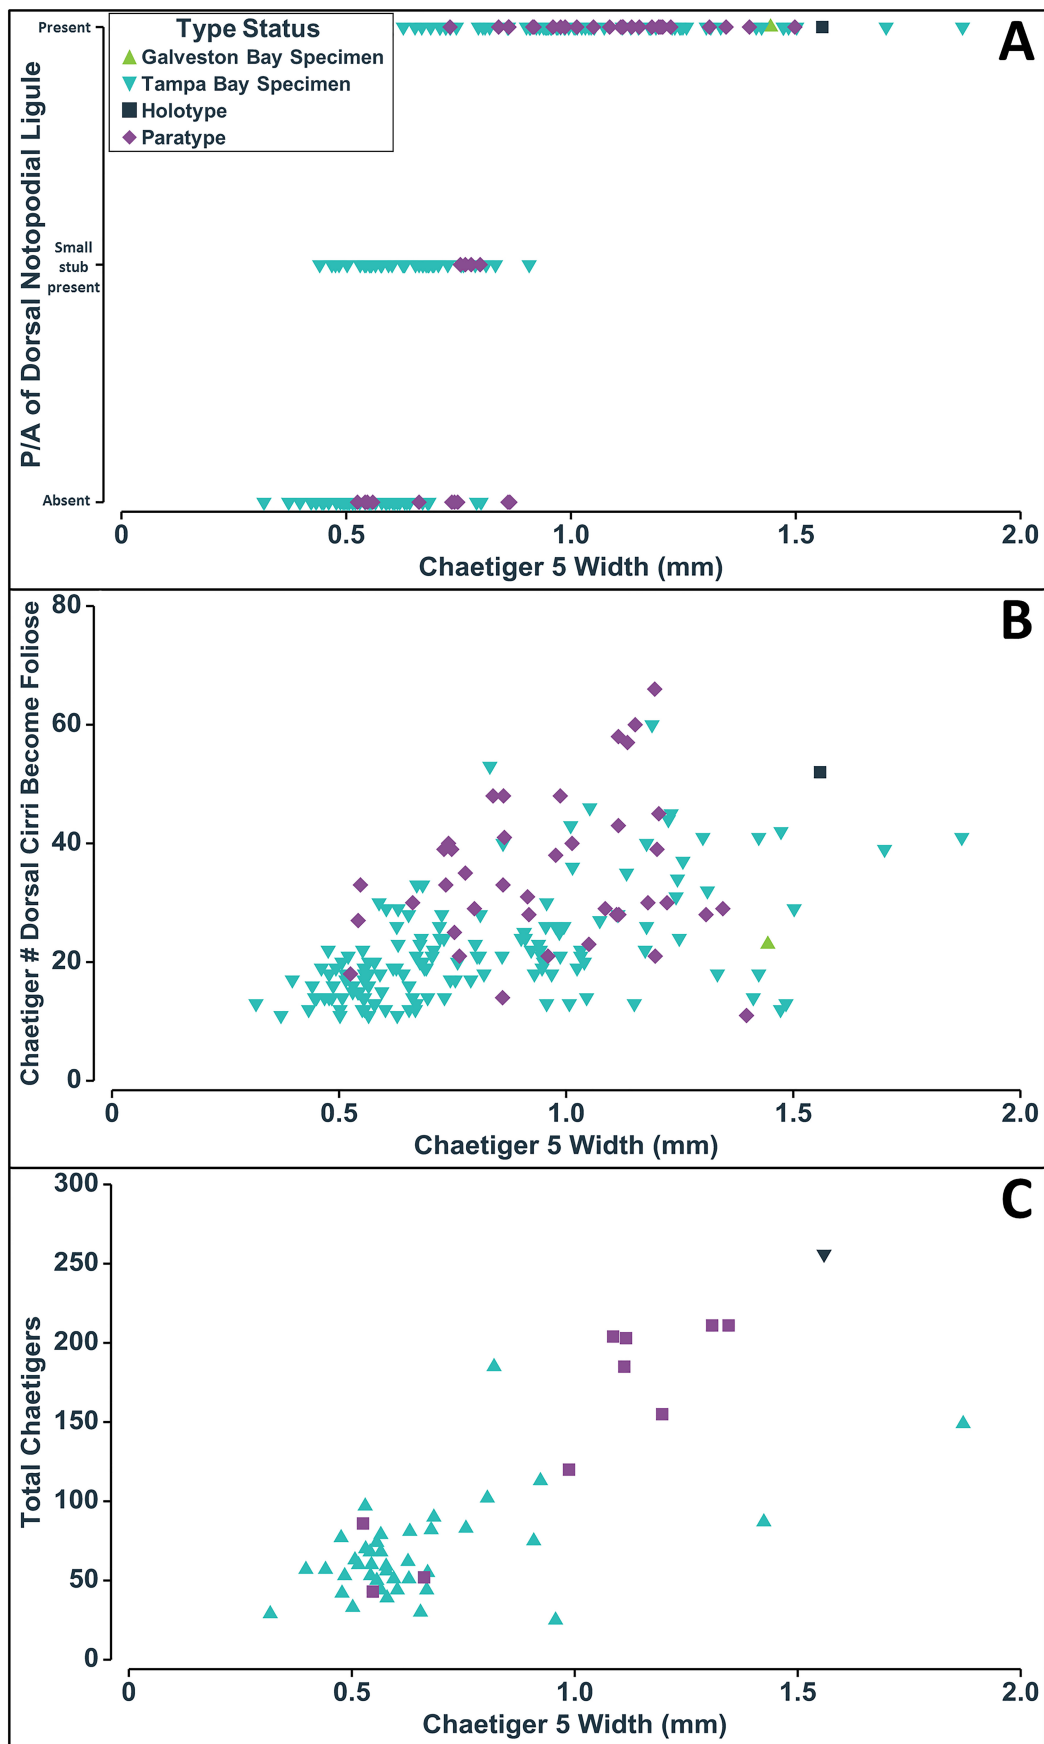 A
Type Status
Galveston Bay Specimen
Tampa Bay Specimen
Holotype
Paratype
P/A of Dorsal Notopodial Ligule
Present
Small
stub
present
Absent
0 0.5 1.0 1.5 2.0
Chaetiger 5 Width (mm)
B
Chaetiger # Dorsal Cirri Become Foliose
80
60
40
20
0
0 0.5 1.0 1.5 2.0
Chaetiger 5 Width (mm)
C
Total Chaetigers
300
250
200
150
100
50
0
0 0.5 1.0 1.5 2.0
Chaetiger 5 Width (mm)